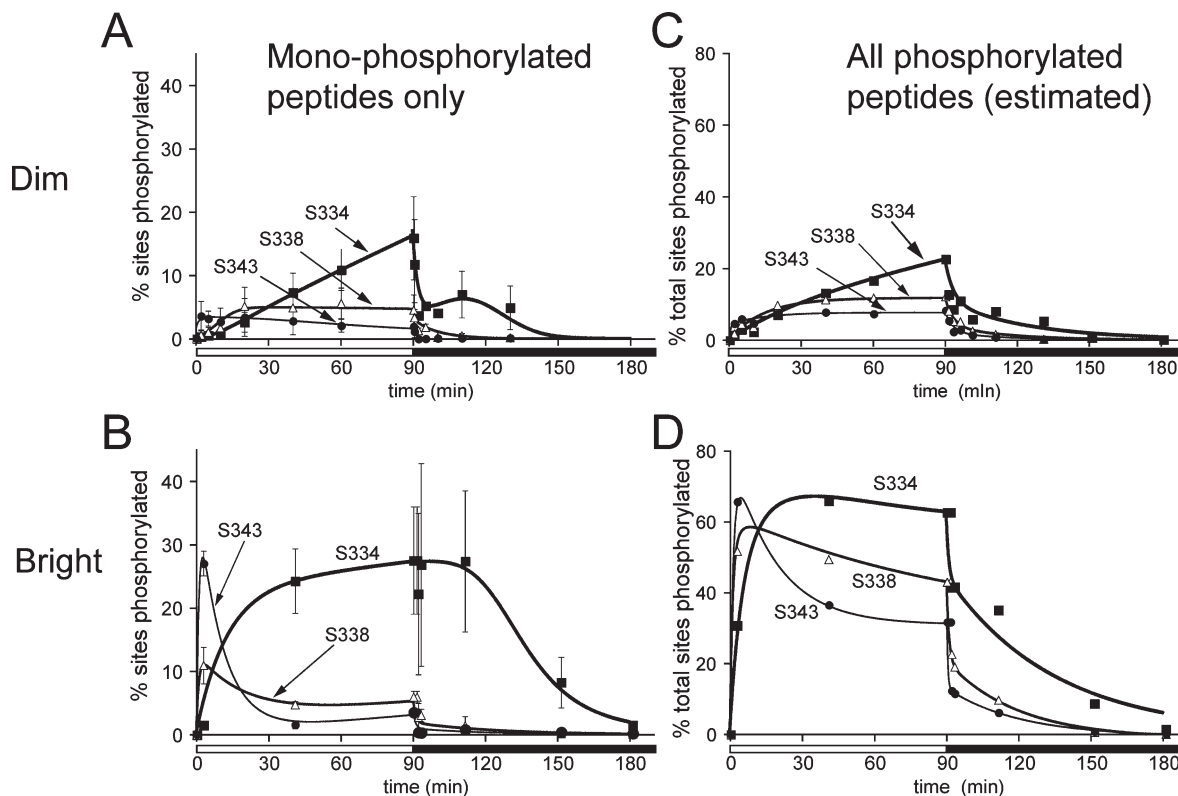 A
Mono-phosphorylated
peptides only
% sites phosphorylated
40
30
20
10
0
S334
S338
S343
0 30 60 90 120 150 180
time (min)
C
All phosphorylated
peptides (estimated)
% total sites phosphorylated
80
60
40
20
0
S334
S338
S343
0 30 60 90 120 150 180
time (mIn)
Dim
B
% sites phosphorylated
40
30
20
10
0
S343
S334
S338
0 30 60 90 120 150 180
time (min)
D
% total sites phosphorylated
80
60
40
20
0
S334
S338
S343
0 30 60 90 120 150 180
time (min)
Bright